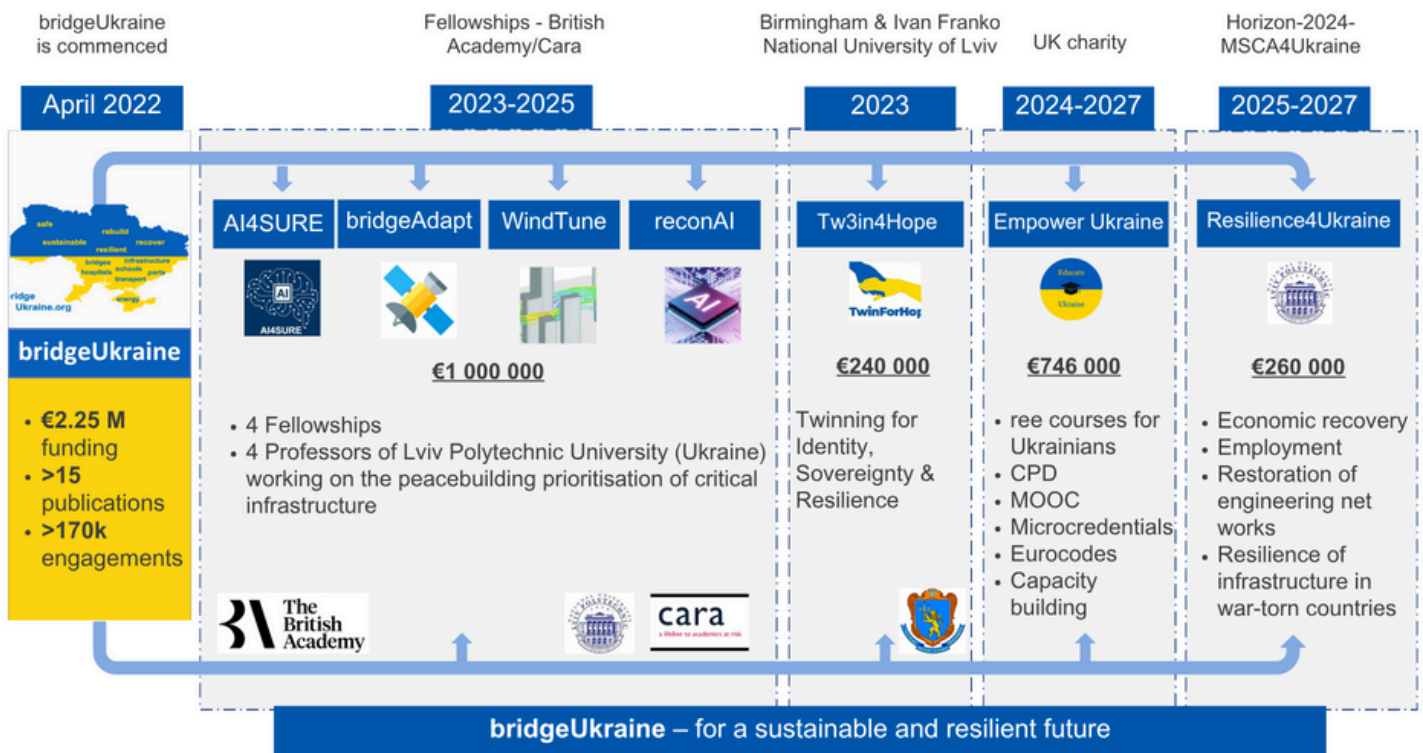 bridgeUkraine
is commenced
Fellowships - British
Academy/Cara
Birmingham & Ivan Franko
National University of Lviv
UK charity
Horizon-2024-
MSCA4Ukraine
April 2022
2023-2025
2023
2024-2027
2025-2027
safe
rebuild
sustainable
recover
resilient
bridges
infrastructure
hospitals
schools
ports
transport
energy
ridge
Ukraine.org
bridgeUkraine
• €2.25 M
funding
• >15
publications
• >170k
engagements
AI4SURE
bridgeAdapt
WindTune
reconAI
AI
AI4SURE
AI
€1 000 000
• 4 Fellowships
• 4 Professors of Lviv Polytechnic University (Ukraine)
working on the peacebuilding prioritisation of critical
infrastructure
The
British
Academy
cara
a lifeline to academics at risk
Tw3in4Hope
TwinForHop
€240 000
Twinning for
Identity,
Sovereignty &
Resilience
Empower Ukraine
Educate
Ukraine
€746 000
• ree courses for
Ukrainians
• CPD
• MOOC
• Microcredentials
• Eurocodes
• Capacity
building
Resilience4Ukraine
€260 000
• Economic recovery
• Employment
• Restoration of
engineering net
works
• Resilience of
infrastructure in
war-torn countries
bridgeUkraine – for a sustainable and resilient future